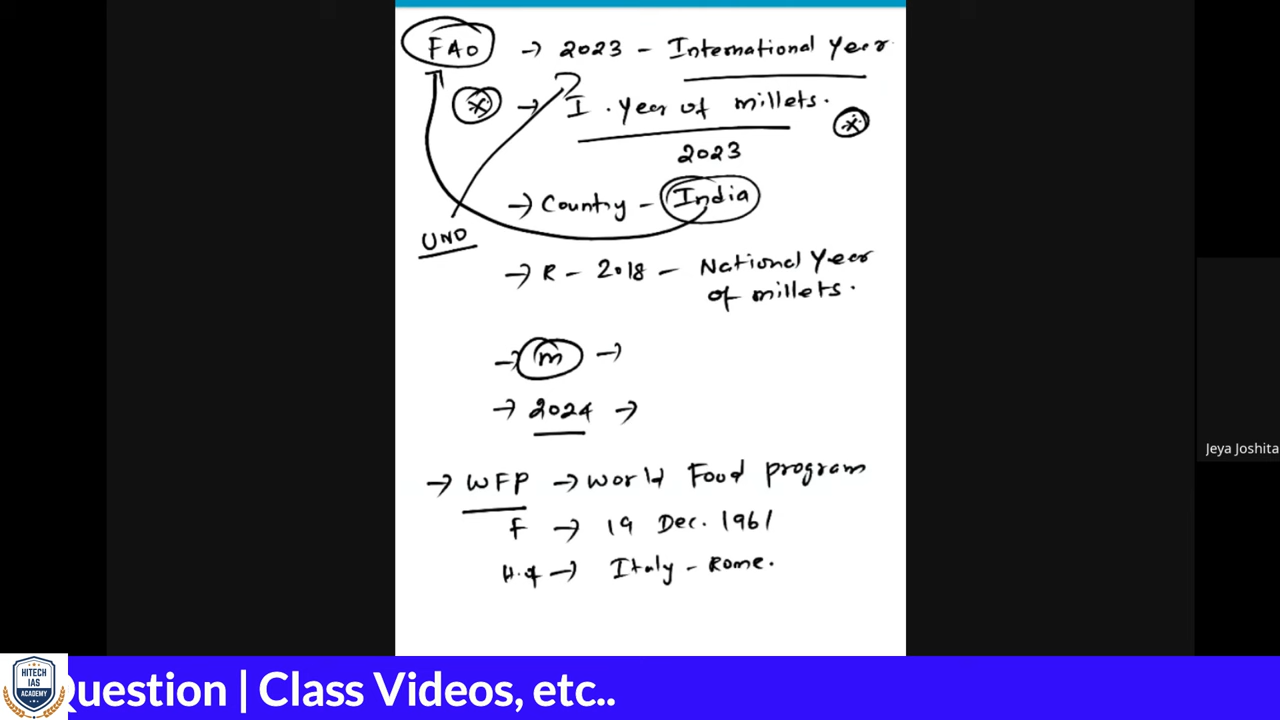 FAO → 2023 - International Year
→ I. Year of millets.
2023
→ Country - India
UNO
→ R - 2018 - National Year
of millets.
→ m →
→ 2024 →
→ WFP → World Food program
F → 19 Dec. 1961
H.q → Italy - Rome.
Jeya Joshita
HITECH
IAS
ACADEMY
Question | Class Videos, etc..